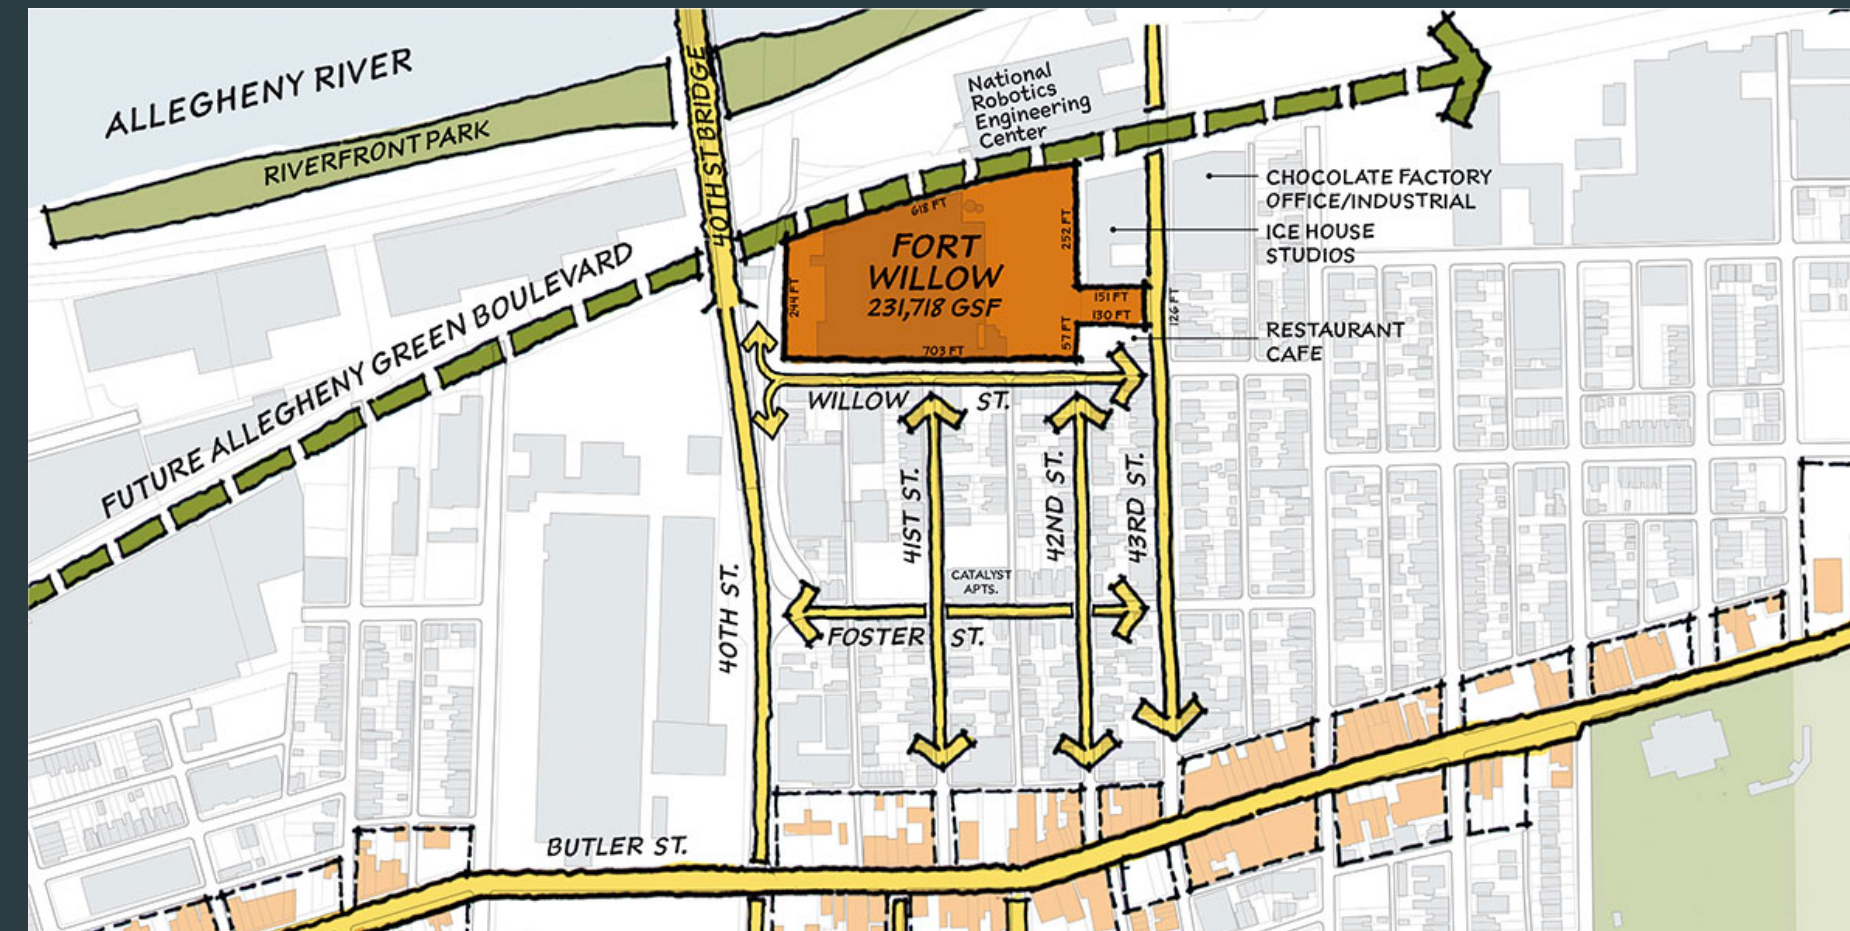 ALLEGHENY RIVER
RIVERFRONT PARK
40TH ST BRIDGE
National
Robotics
Engineering
Center
FUTURE ALLEGHENY GREEN BOULEVARD
CHOCOLATE FACTORY
OFFICE/INDUSTRIAL
ICE HOUSE
STUDIOS
RESTAURANT
CAFE
618 FT
FORT
WILLOW
231,718 GSF
244 FT
252 FT
151 FT
130 FT
126 FT
57 FT
703 FT
WILLOW ST.
41ST ST.
42ND ST.
43RD ST.
40TH ST.
CATALYST
APTS.
FOSTER ST.
BUTLER ST.